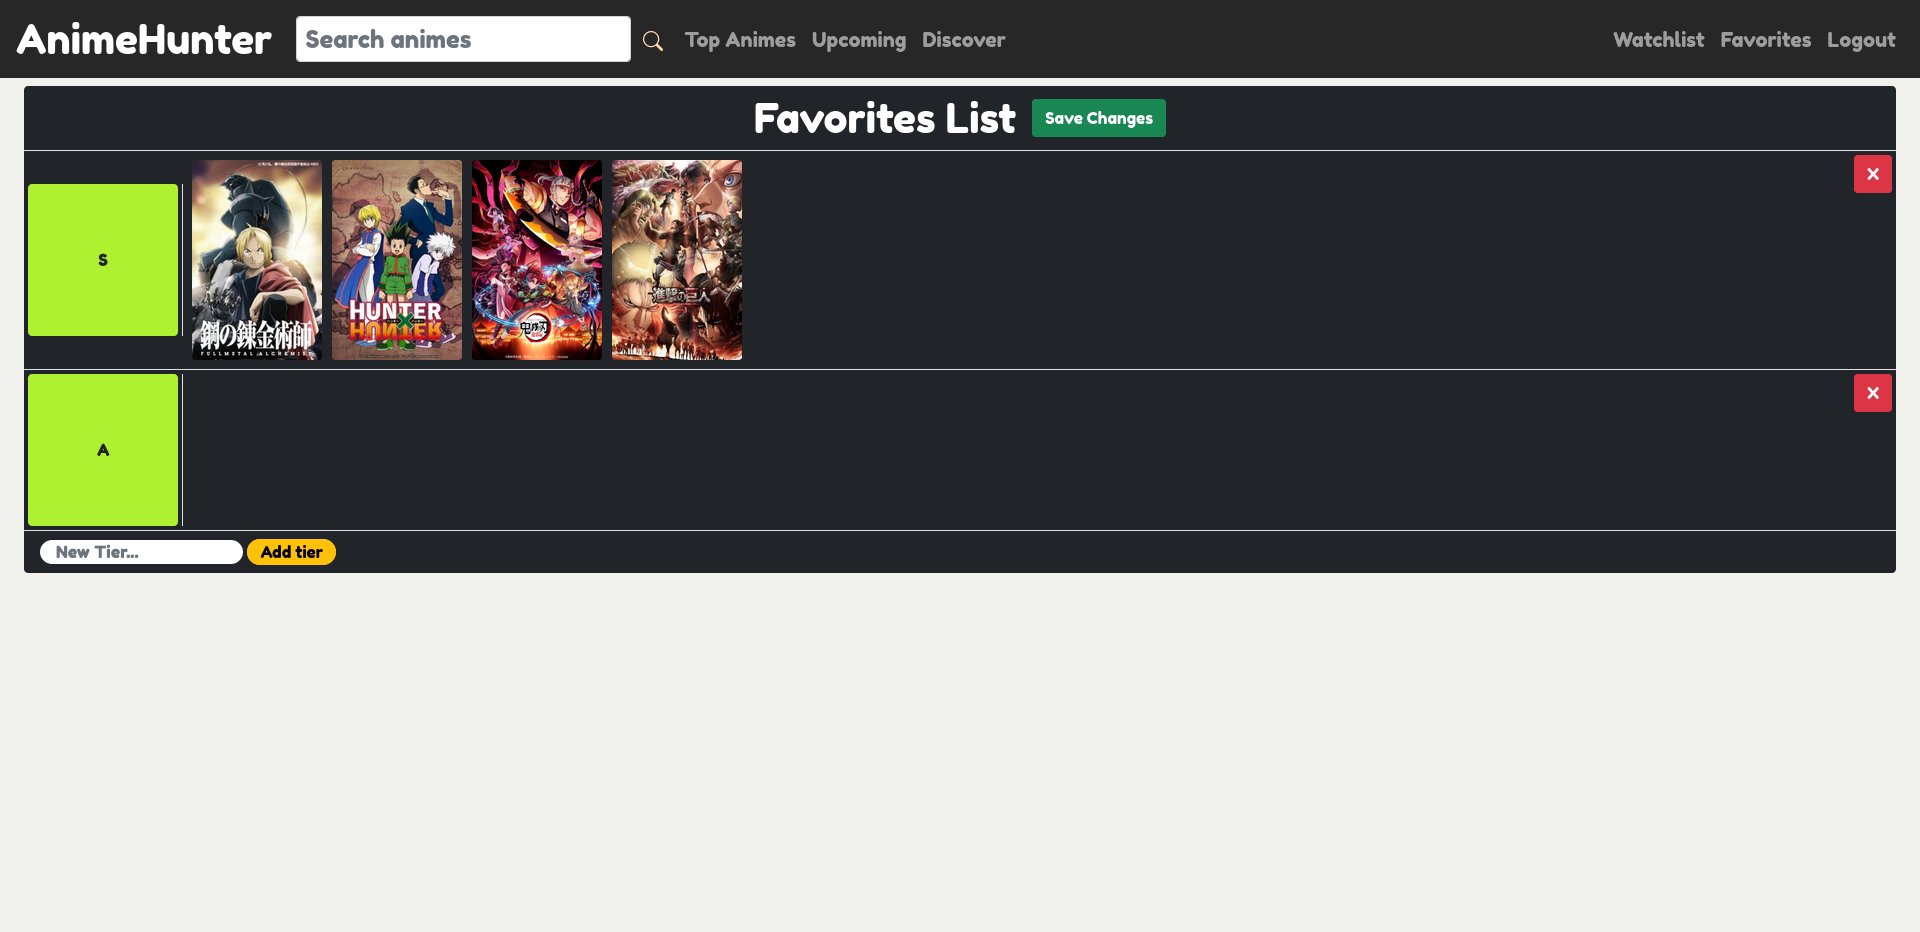 AnimeHunter
Search animes
Top Animes
Upcoming
Discover
Watchlist
Favorites
Logout
Favorites List
Save Changes
S
鋼の錬金術師
FULLMETAL ALCHEMIST
HUNTER
HUNTER
鬼滅の刃
進撃の巨人
A
New Tier...
Add tier